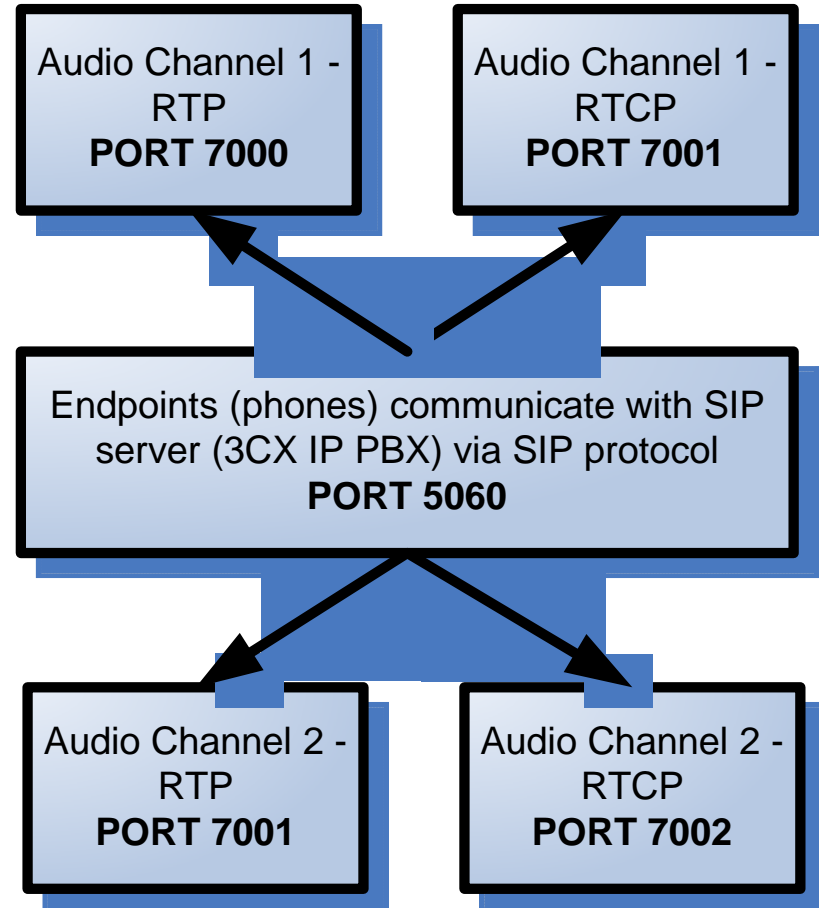 Audio Channel 1 -
RTP
PORT 7000
Audio Channel 1 -
RTCP
PORT 7001
Endpoints (phones) communicate with SIP
server (3CX IP PBX) via SIP protocol
PORT 5060
Audio Channel 2 -
RTP
PORT 7001
Audio Channel 2 -
RTCP
PORT 7002